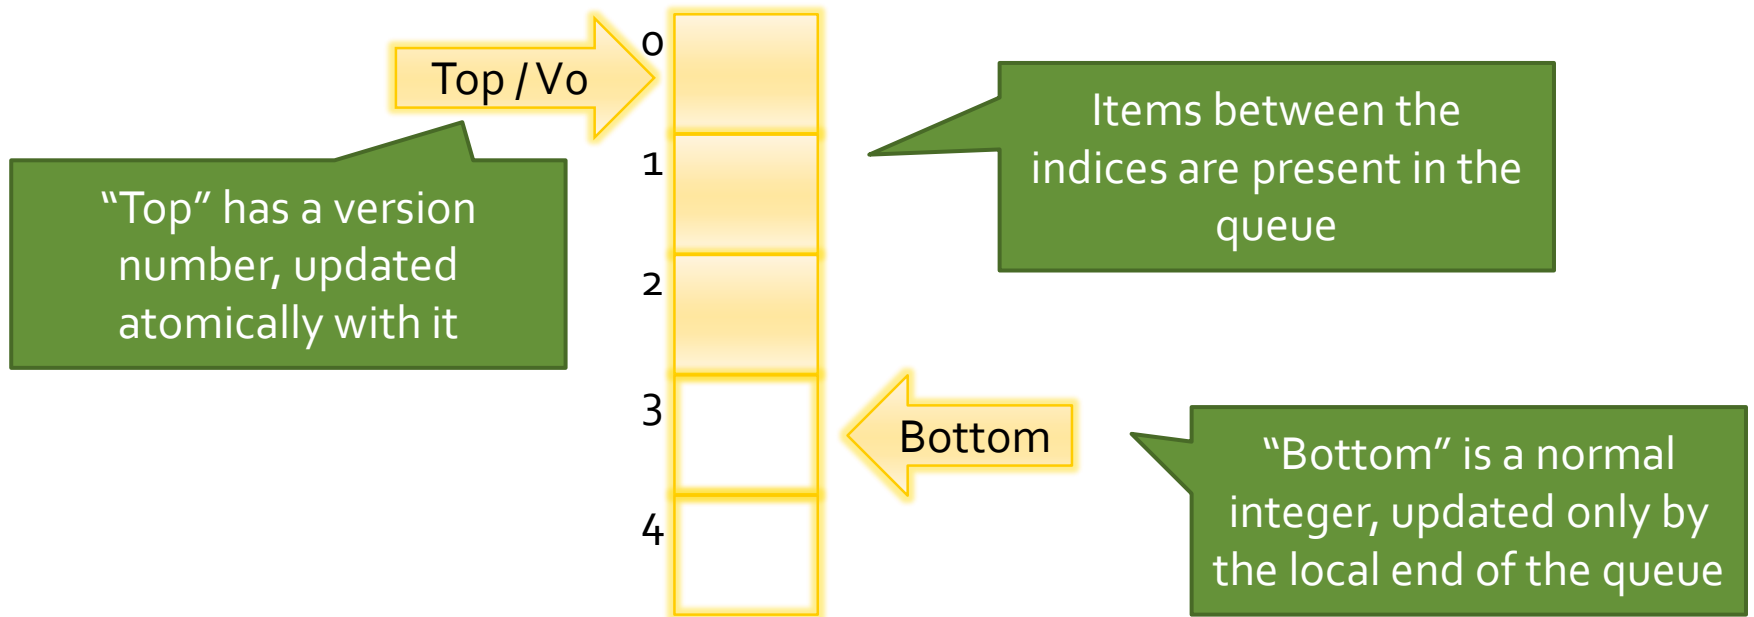 0
Top / V0
Items between the
indices are present in the
queue
1
“Top” has a version
number, updated
atomically with it
2
3
Bottom
“Bottom” is a normal
integer, updated only by
the local end of the queue
4